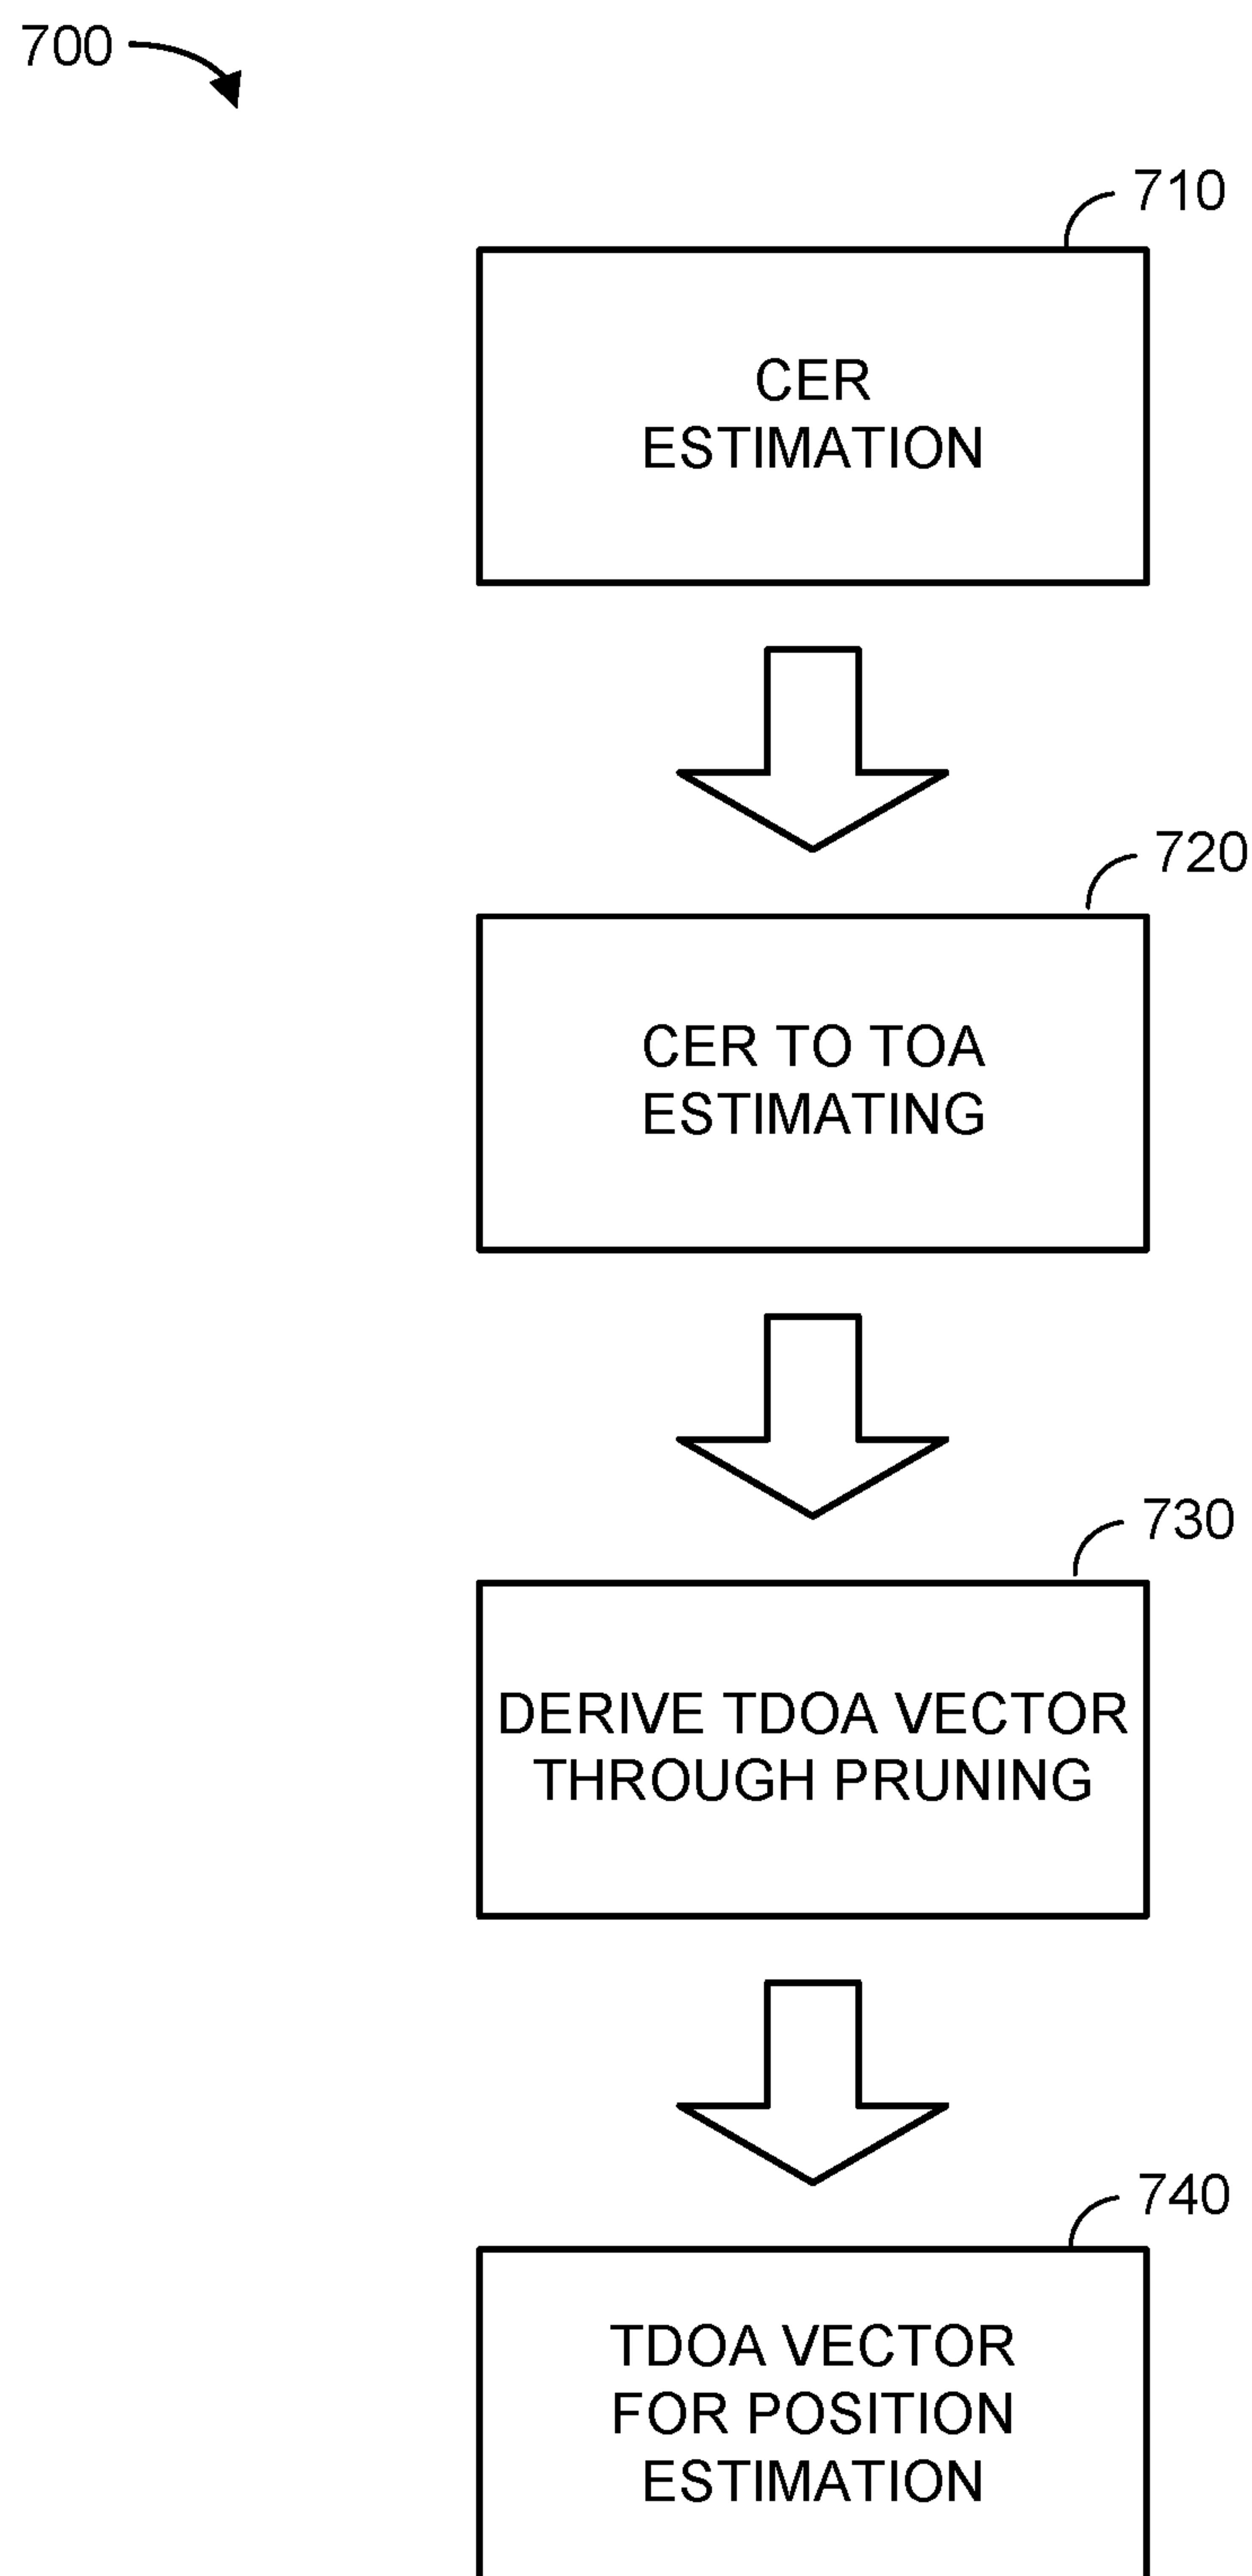 700
710
CER
ESTIMATION
720
CER TO TOA
ESTIMATING
730
DERIVE TDOA VECTOR
THROUGH PRUNING
740
TDOA VECTOR
FOR POSITION
ESTIMATION